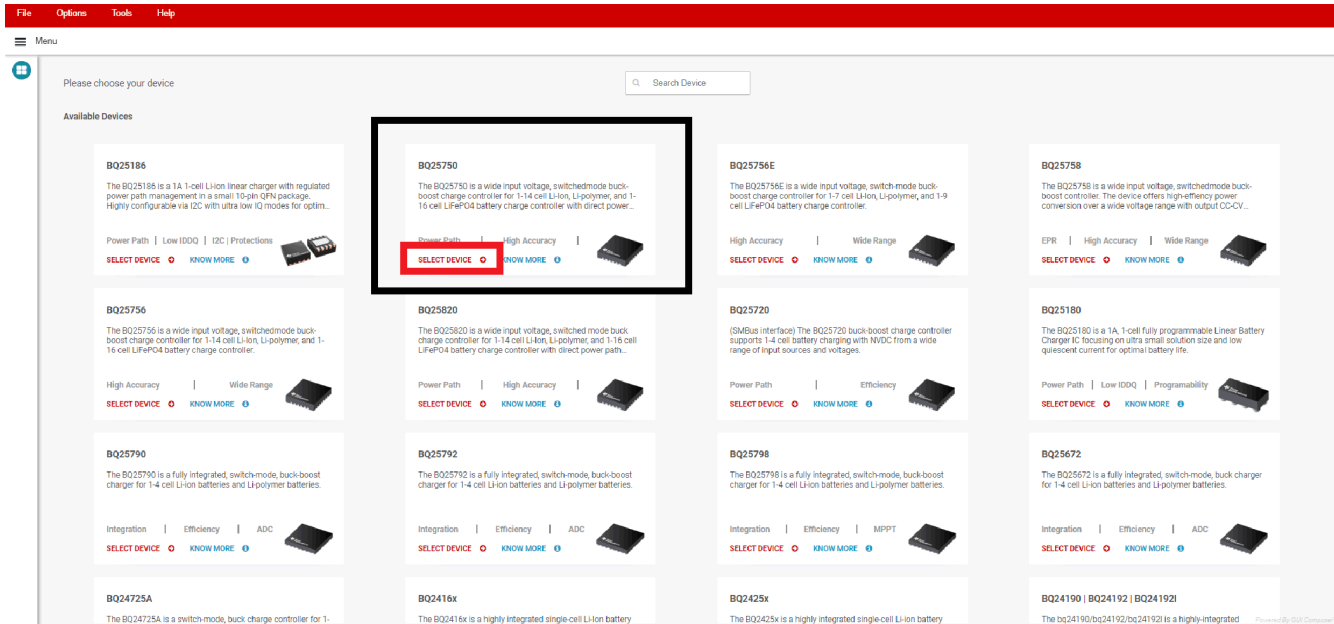 File Options Tools Help
Menu
Please choose your device
Search Device
Available Devices
BQ25186
The BQ25186 is a 1A 1-cell Li-Ion linear charger with regulated
power path management in a small 10-pin QFN package.
Highly configurable via I2C with ultra low IQ modes for optim...
Power Path | Low IDDQ | I2C | Protections
SELECT DEVICE KNOW MORE
BQ25750
The BQ25750 is a wide input voltage, switchedmode buck-
boost charge controller for 1-14 cell Li-Ion, Li-polymer, and 1-
16 cell LiFePO4 battery charge controller with direct power...
Power Path High Accuracy |
SELECT DEVICE KNOW MORE
BQ25756E
The BQ25756E is a wide input voltage, switch-mode buck-
boost charge controller for 1-7 cell Li-Ion, Li-polymer, and 1-9
cell LiFePO4 battery charge controller.
High Accuracy | Wide Range
SELECT DEVICE KNOW MORE
BQ25758
The BQ25758 is a wide input voltage, switchedmode buck-
boost controller. The device offers high-effiency power
conversion over a wide voltage range with output CC-CV...
EPR | High Accuracy | Wide Range
SELECT DEVICE KNOW MORE
BQ25756
The BQ25756 is a wide input voltage, switchedmode buck-
boost charge controller for 1-14 cell Li-Ion, Li-polymer, and 1-
16 cell LiFePO4 battery charge controller.
High Accuracy | Wide Range
SELECT DEVICE KNOW MORE
BQ25820
The BQ25820 is a wide input voltage, switched mode buck
charge controller for 1-14 cell Li-Ion, Li-polymer, and 1-16 cell
LiFePO4 battery charge controller with direct power path...
Power Path | High Accuracy |
SELECT DEVICE KNOW MORE
BQ25720
(SMBus interface) The BQ25720 buck-boost charge controller
supports 1-4 cell battery charging with NVDC from a wide
range of input sources and voltages.
Power Path | Efficiency
SELECT DEVICE KNOW MORE
BQ25180
The BQ25180 is a 1A, 1-cell fully programmable Linear Battery
Charger IC focusing on ultra small solution size and low
quiescent current for optimal battery life.
Power Path | Low IDDQ | Programability
SELECT DEVICE KNOW MORE
BQ25790
The BQ25790 is a fully integrated, switch-mode, buck-boost
charger for 1-4 cell Li-ion batteries and Li-polymer batteries.
Integration | Efficiency | ADC
SELECT DEVICE KNOW MORE
BQ25792
The BQ25792 is a fully integrated, switch-mode, buck-boost
charger for 1-4 cell Li-ion batteries and Li-polymer batteries.
Integration | Efficiency | ADC
SELECT DEVICE KNOW MORE
BQ25798
The BQ25798 is a fully integrated, switch-mode, buck-boost
charger for 1-4 cell Li-ion batteries and Li-polymer batteries.
Integration | Efficiency | MPPT
SELECT DEVICE KNOW MORE
BQ25672
The BQ25672 is a fully integrated, switch-mode, buck charger
for 1-4 cell Li-ion batteries and Li-polymer batteries.
Integration | Efficiency | ADC
SELECT DEVICE KNOW MORE
BQ24725A
The BQ24725A is a switch-mode, buck charge controller for 1-
BQ2416x
The BQ2416x is a highly integrated single-cell Li-Ion battery
BQ2425x
The BQ2425x is a highly integrated single-cell Li-Ion battery
BQ24190 | BQ24192 | BQ24192I
The bq24190/bq24192/bq24192I is a highly-integrated
Powered By GUI Composer